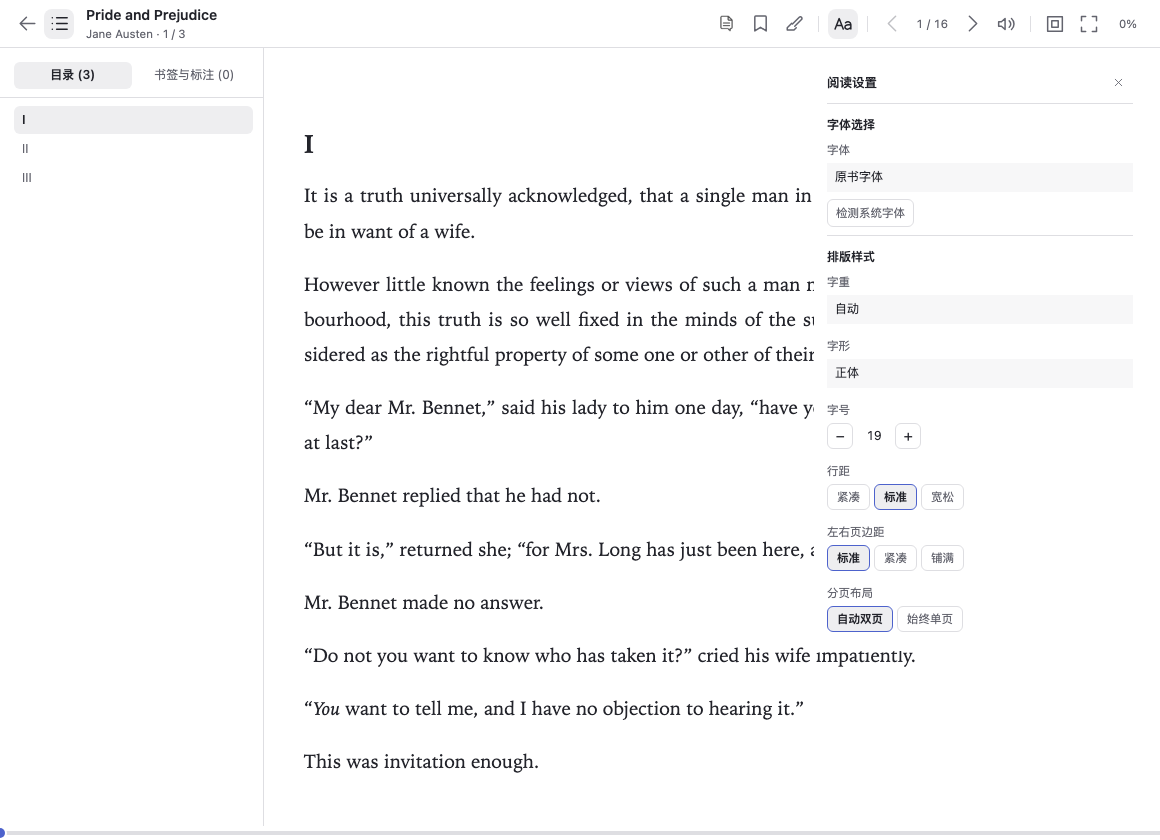 Pride and Prejudice
Jane Austen · 1 / 3
Aa
1 / 16
0%
目录 (3)
书签与标注 (0)
I
II
III
I
It is a truth universally acknowledged, that a single man in
be in want of a wife.
However little known the feelings or views of such a man
bourhood, this truth is so well fixed in the minds of the
sidered as the rightful property of some one or other of their
“My dear Mr. Bennet,” said his lady to him one day, “have
at last?”
Mr. Bennet replied that he had not.
“But it is,” returned she; “for Mrs. Long has just been here,
Mr. Bennet made no answer.
“Do not you want to know who has taken it?” cried his wife impatiently.
“You want to tell me, and I have no objection to hearing it.”
This was invitation enough.
阅读设置
字体选择
字体
原书字体
检测系统字体
排版样式
字重
自动
字形
正体
字号
− 19 +
行距
紧凑 标准 宽松
左右页边距
标准 紧凑 铺满
分页布局
自动双页 始终单页